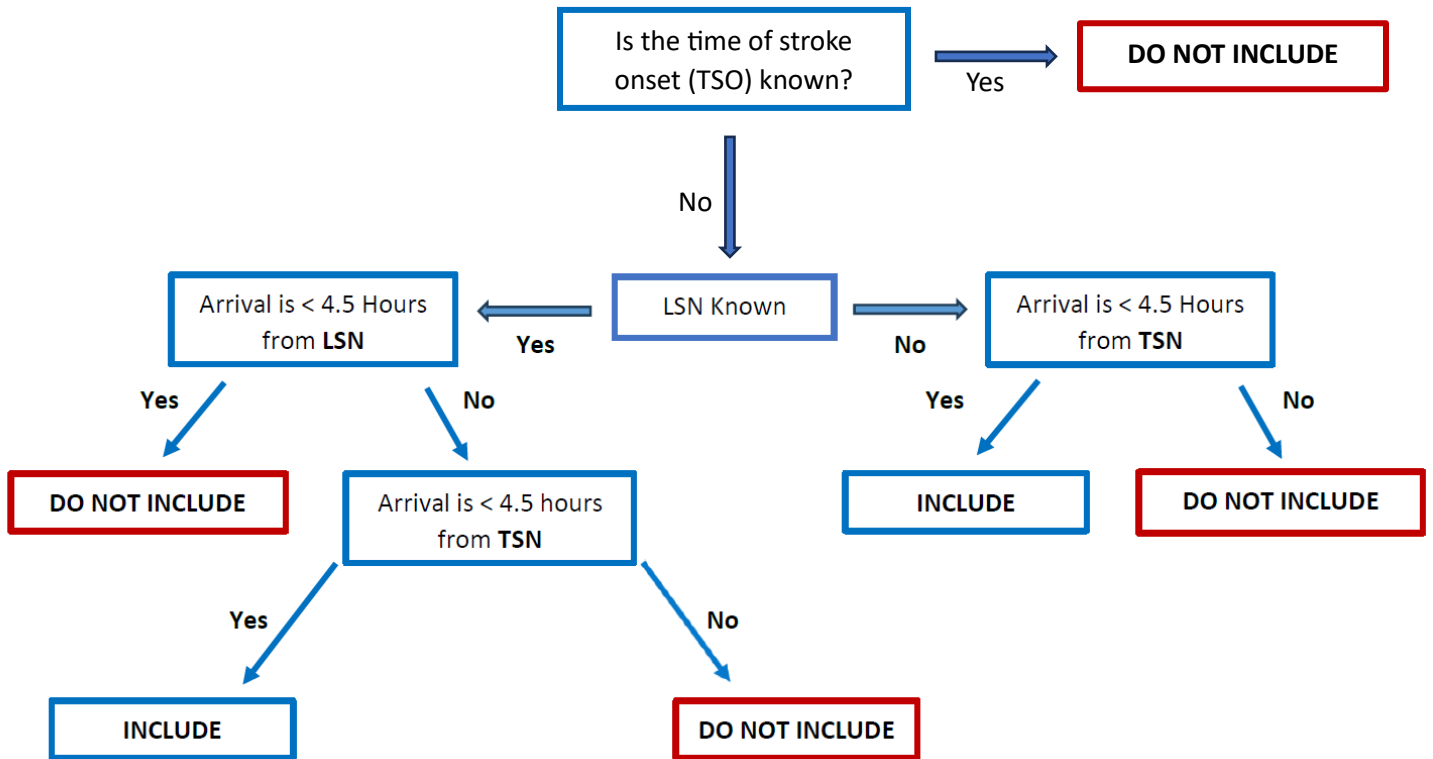 Is the time of stroke
onset (TSO) known?
Yes
DO NOT INCLUDE
No
LSN Known
Yes
No
Arrival is < 4.5 Hours
from LSN
Arrival is < 4.5 Hours
from TSN
Yes
No
Yes
No
DO NOT INCLUDE
Arrival is < 4.5 hours
from TSN
INCLUDE
DO NOT INCLUDE
Yes
No
INCLUDE
DO NOT INCLUDE